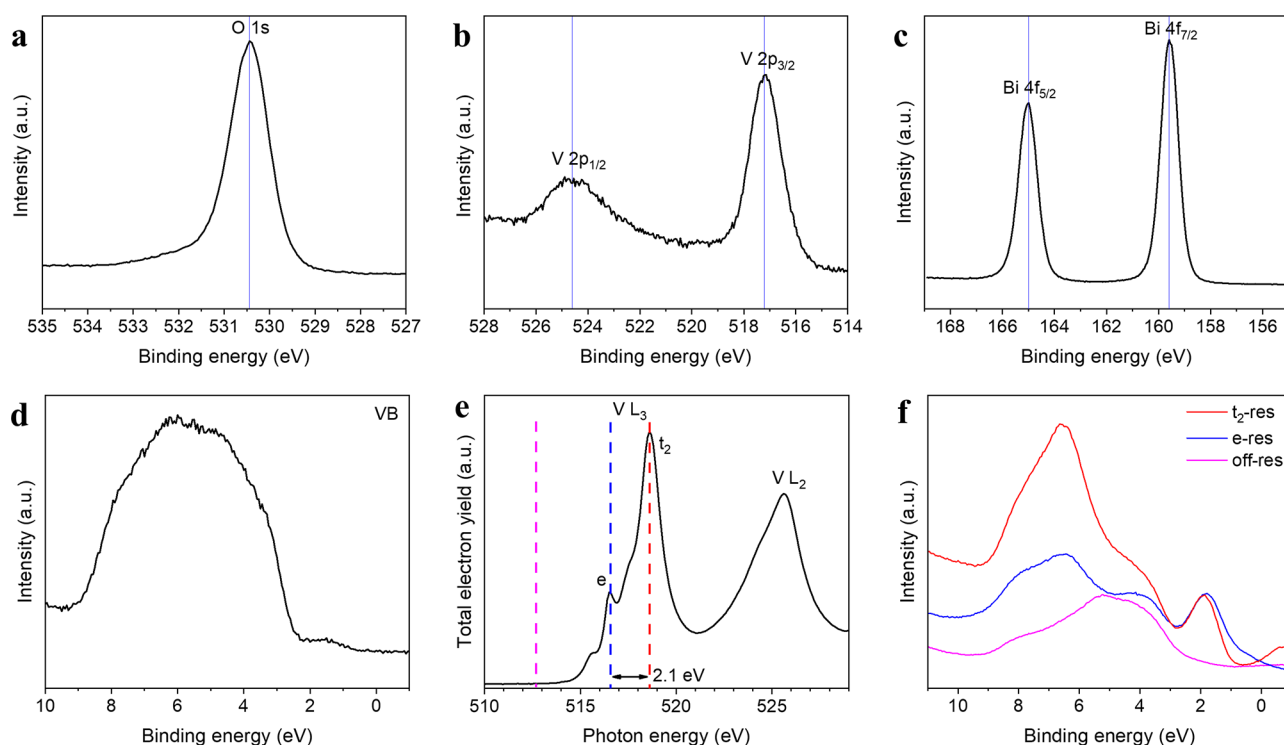 a
O 1s
Intensity (a.u.)
535 534 533 532 531 530 529 528 527
Binding energy (eV)
b
V 2p1/2
V 2p3/2
Intensity (a.u.)
528 526 524 522 520 518 516 514
Binding energy (eV)
c
Bi 4f5/2
Bi 4f7/2
Intensity (a.u.)
168 166 164 162 160 158 156
Binding energy (eV)
d
VB
Intensity (a.u.)
10 8 6 4 2 0
Binding energy (eV)
e
V L3
t2
V L2
e
2.1 eV
Total electron yield (a.u.)
510 515 520 525
Photon energy (eV)
f
t2-res
e-res
off-res
Intensity (a.u.)
10 8 6 4 2 0
Binding energy (eV)